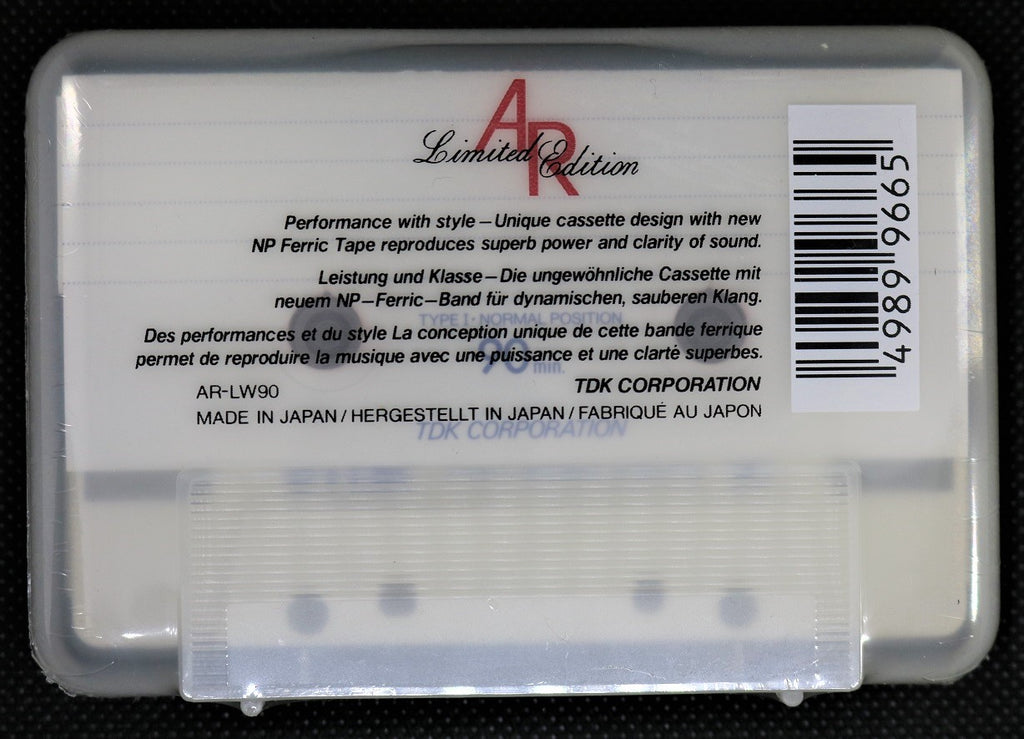 AR
Limited Edition
Performance with style—Unique cassette design with new
NP Ferric Tape reproduces superb power and clarity of sound.
Leistung und Klasse—Die ungewöhnliche Cassette mit
neuem NP—Ferric—Band für dynamischen, sauberen Klang.
TYPE I · NORMAL POSITION
Des performances et du style La conception unique de cette bande ferrique
permet de reproduire la musique avec une puissance et une clarté superbes.
90 min.
AR-LW90
TDK CORPORATION
MADE IN JAPAN / HERGESTELLT IN JAPAN / FABRIQUÉ AU JAPON
TDK CORPORATION
4689 9665